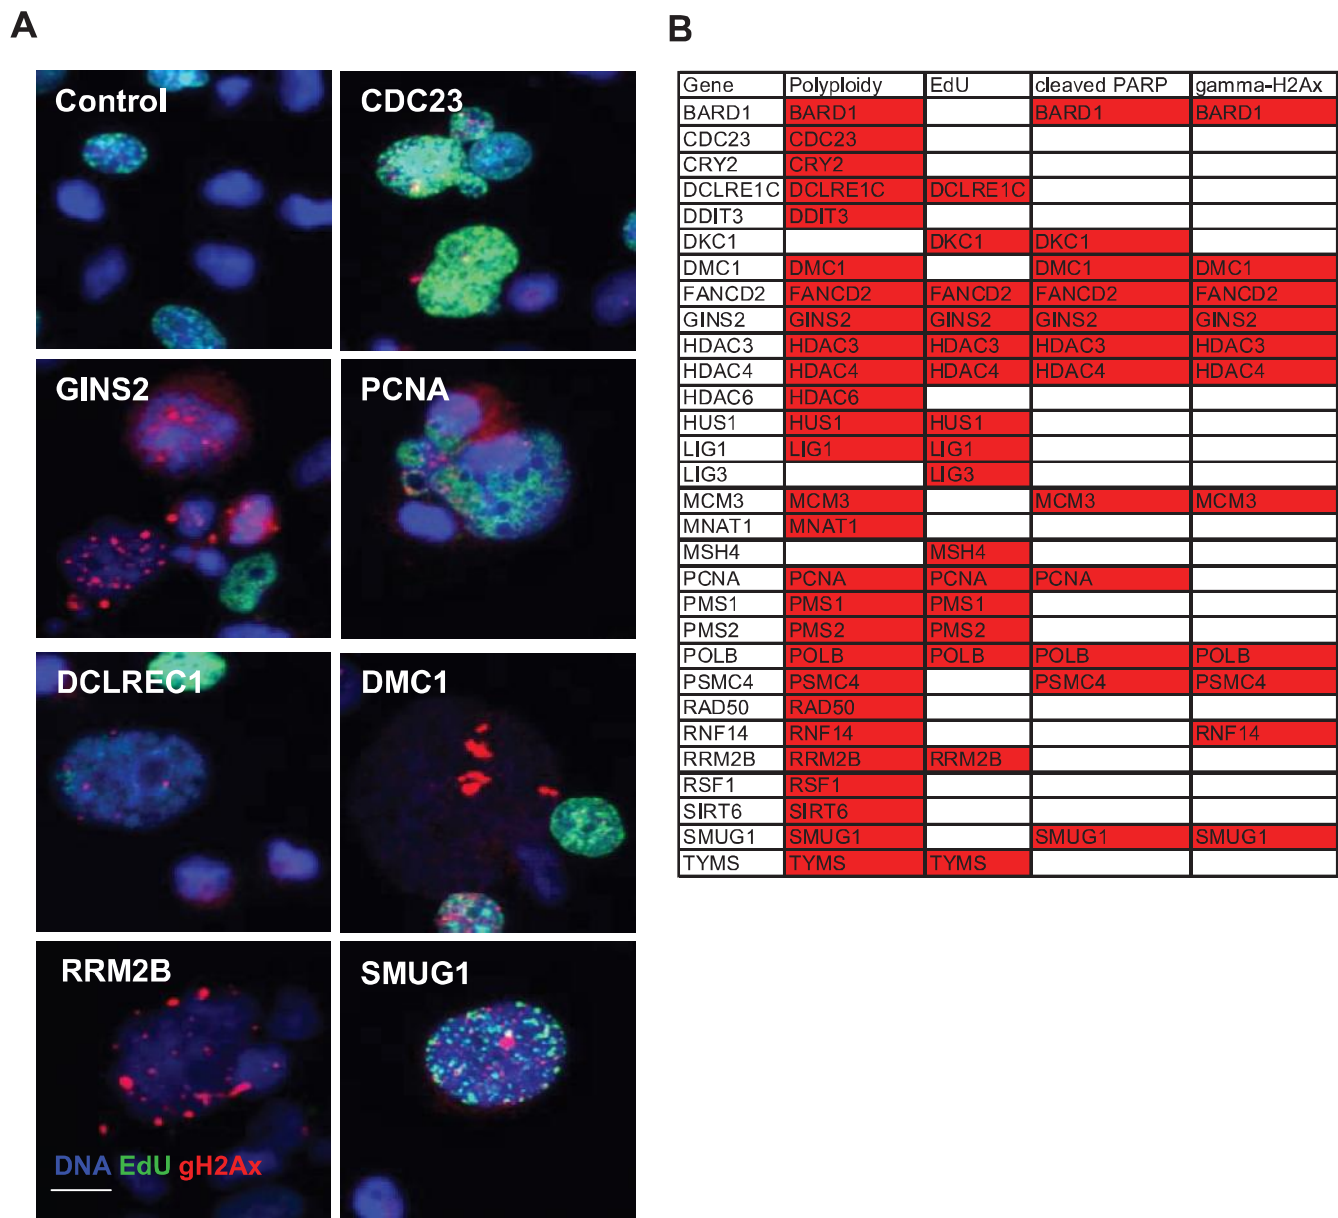 A
Control
CDC23
GINS2
PCNA
DCLREC1
DMC1
RRM2B
SMUG1
DNA EdU gH2Ax
B
Gene Polyploidy EdU cleaved PARP gamma-H2Ax
BARD1 BARD1 BARD1 BARD1
CDC23 CDC23
CRY2 CRY2
DCLRE1C DCLRE1C DCLRE1C
DDIT3 DDIT3
DKC1 DKC1 DKC1
DMC1 DMC1 DMC1 DMC1
FANCD2 FANCD2 FANCD2 FANCD2 FANCD2
GINS2 GINS2 GINS2 GINS2 GINS2
HDAC3 HDAC3 HDAC3 HDAC3 HDAC3
HDAC4 HDAC4 HDAC4 HDAC4 HDAC4
HDAC6 HDAC6
HUS1 HUS1 HUS1
LIG1 LIG1 LIG1
LIG3 LIG3
MCM3 MCM3 MCM3 MCM3
MNAT1 MNAT1
MSH4 MSH4
PCNA PCNA PCNA PCNA
PMS1 PMS1 PMS1
PMS2 PMS2 PMS2
POLB POLB POLB POLB POLB
PSMC4 PSMC4 PSMC4 PSMC4
RAD50 RAD50
RNF14 RNF14 RNF14
RRM2B RRM2B RRM2B
RSF1 RSF1
SIRT6 SIRT6
SMUG1 SMUG1 SMUG1 SMUG1
TYMS TYMS TYMS